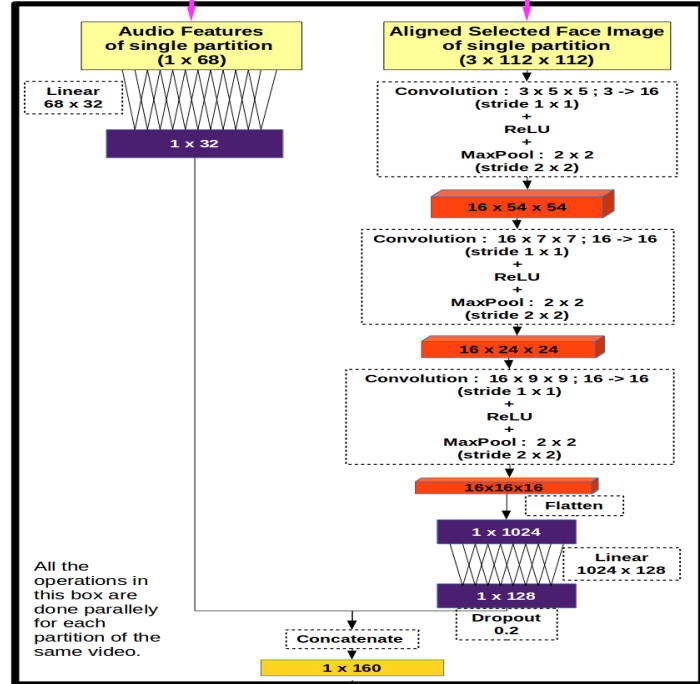 Audio Features
of single partition
(1 x 68)
Linear
68 x 32
1 x 32
Aligned Selected Face Image
of single partition
(3 x 112 x 112)
Convolution : 3 x 5 x 5 ; 3 -> 16
(stride 1 x 1)
+
ReLU
+
MaxPool : 2 x 2
(stride 2 x 2)
16 x 54 x 54
Convolution : 16 x 7 x 7 ; 16 -> 16
(stride 1 x 1)
+
ReLU
+
MaxPool : 2 x 2
(stride 2 x 2)
16 x 24 x 24
Convolution : 16 x 9 x 9 ; 16 -> 16
(stride 1 x 1)
+
ReLU
+
MaxPool : 2 x 2
(stride 2 x 2)
16x16x16
Flatten
1 x 1024
Linear
1024 x 128
1 x 128
Dropout
0.2
All the
operations in
this box are
done parallely
for each
partition of the
same video.
Concatenate
1 x 160